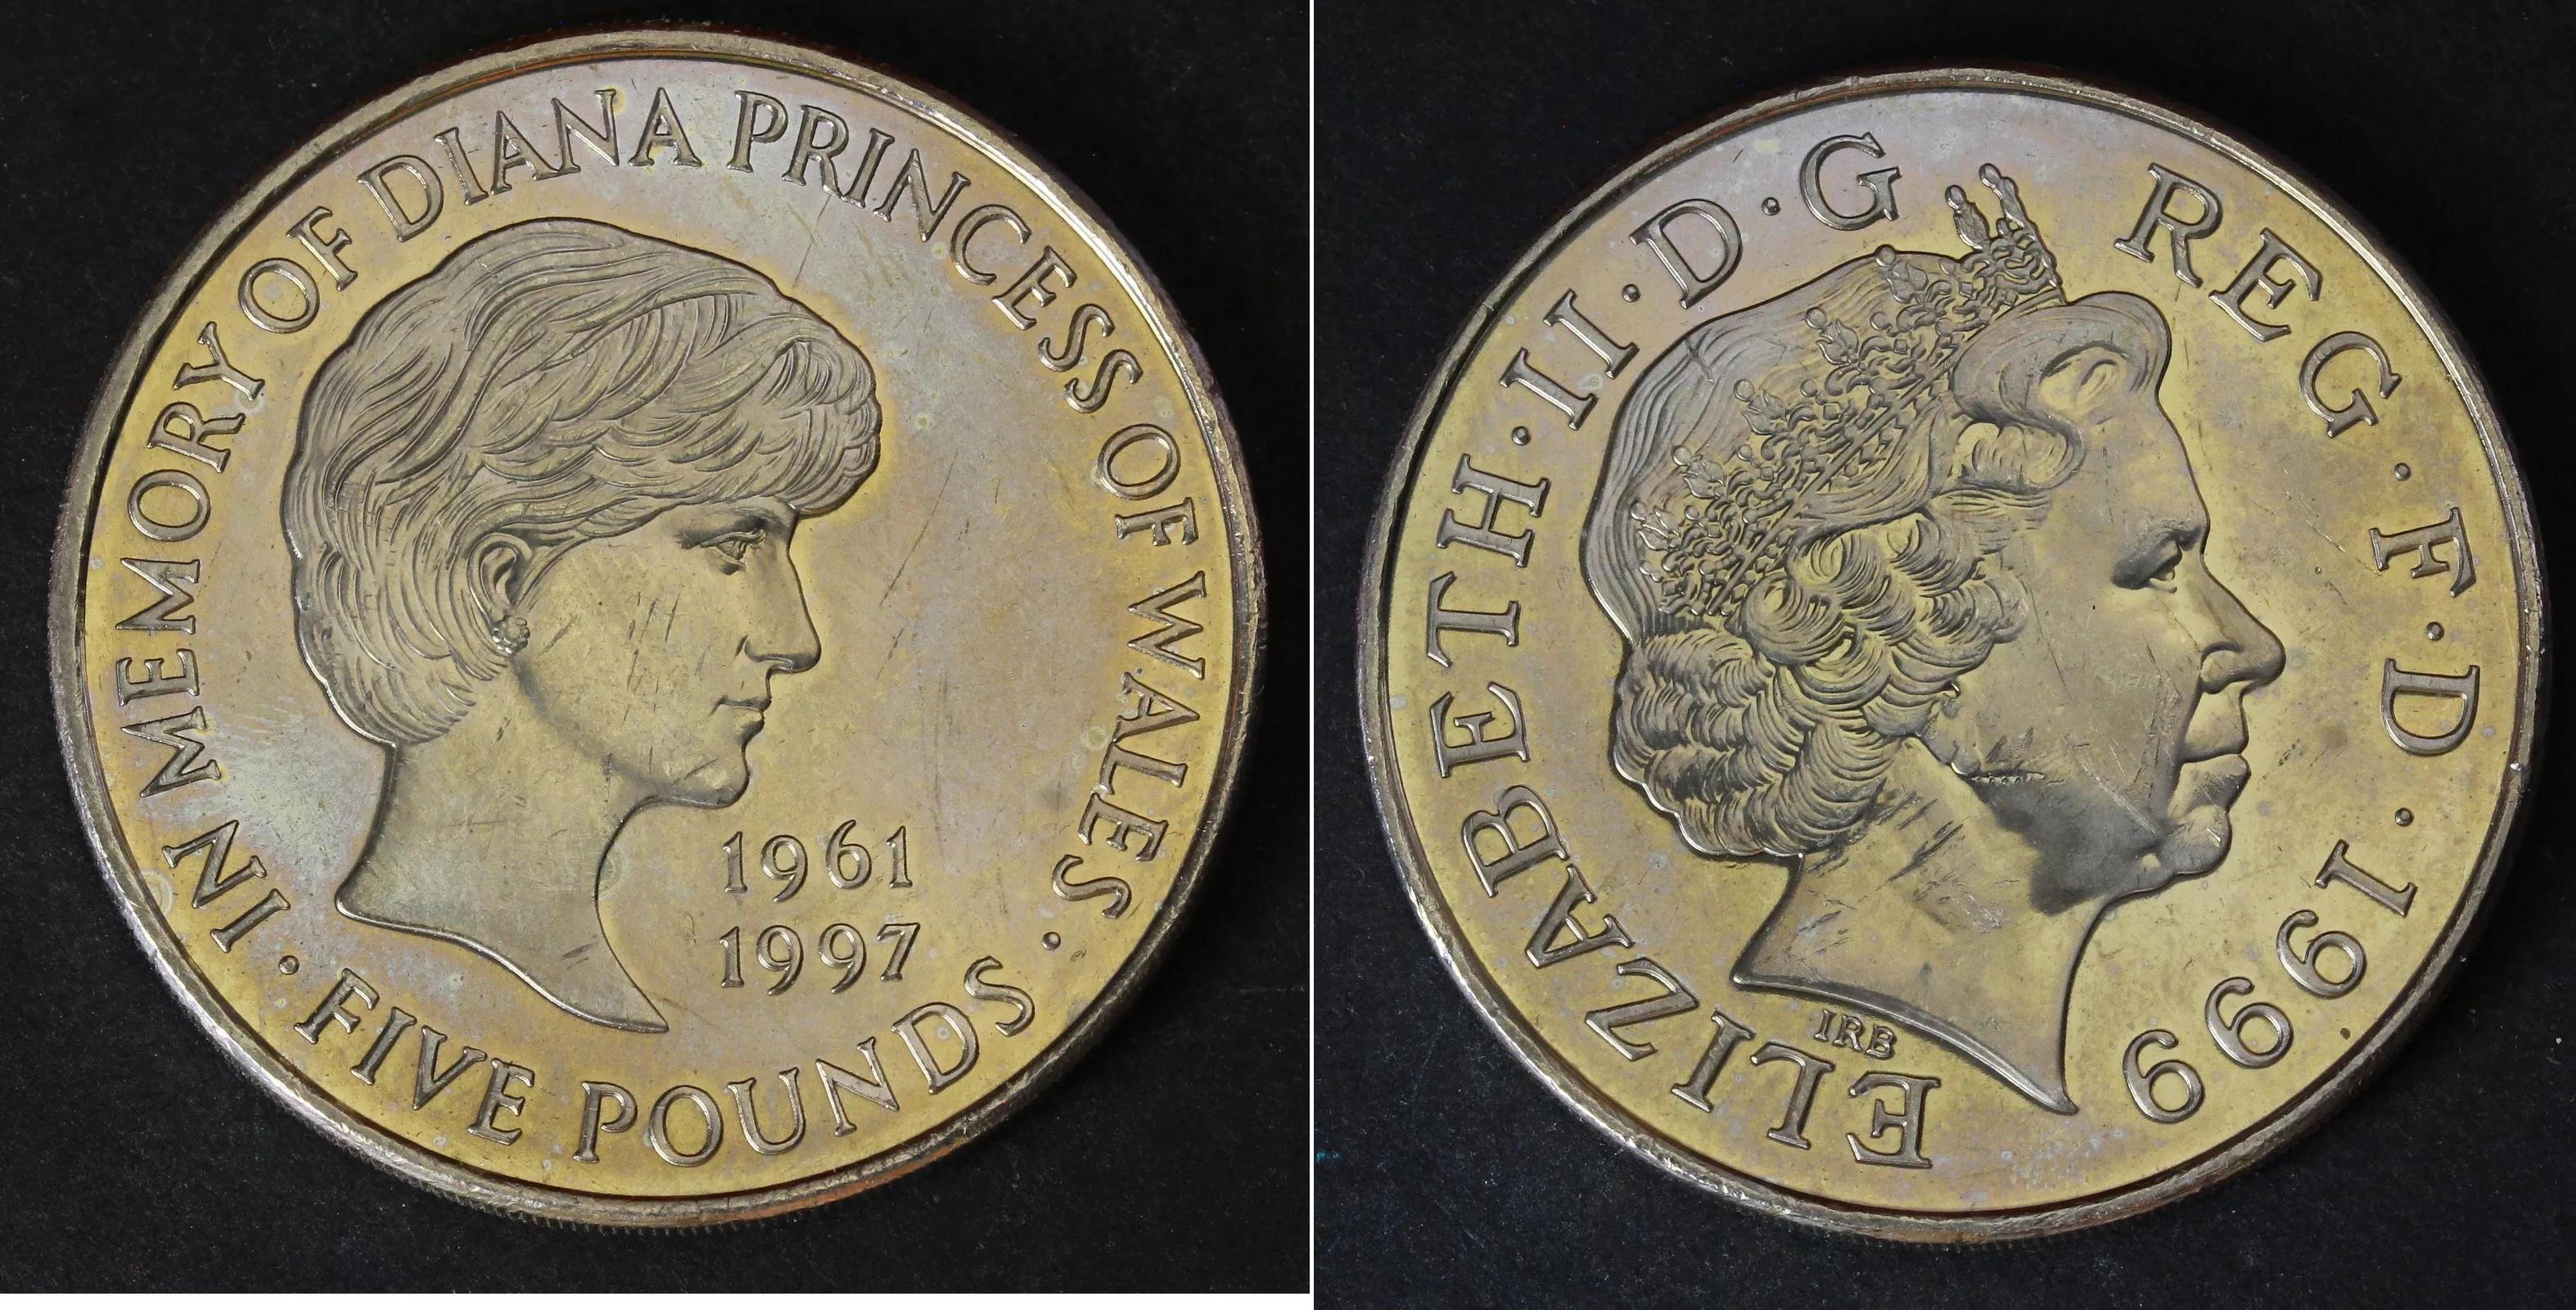 IN MEMORY OF DIANA PRINCESS OF WALES ·
· FIVE POUNDS
1961
1997
ELIZABETH · II · D · G REG · F · D · 1999
IRB